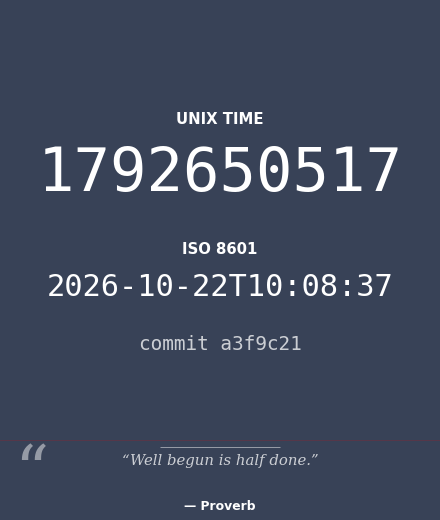 UNIX TIME
1792650517
ISO 8601
2026-10-22T10:08:37
commit a3f9c21
“
“Well begun is half done.”
— Proverb